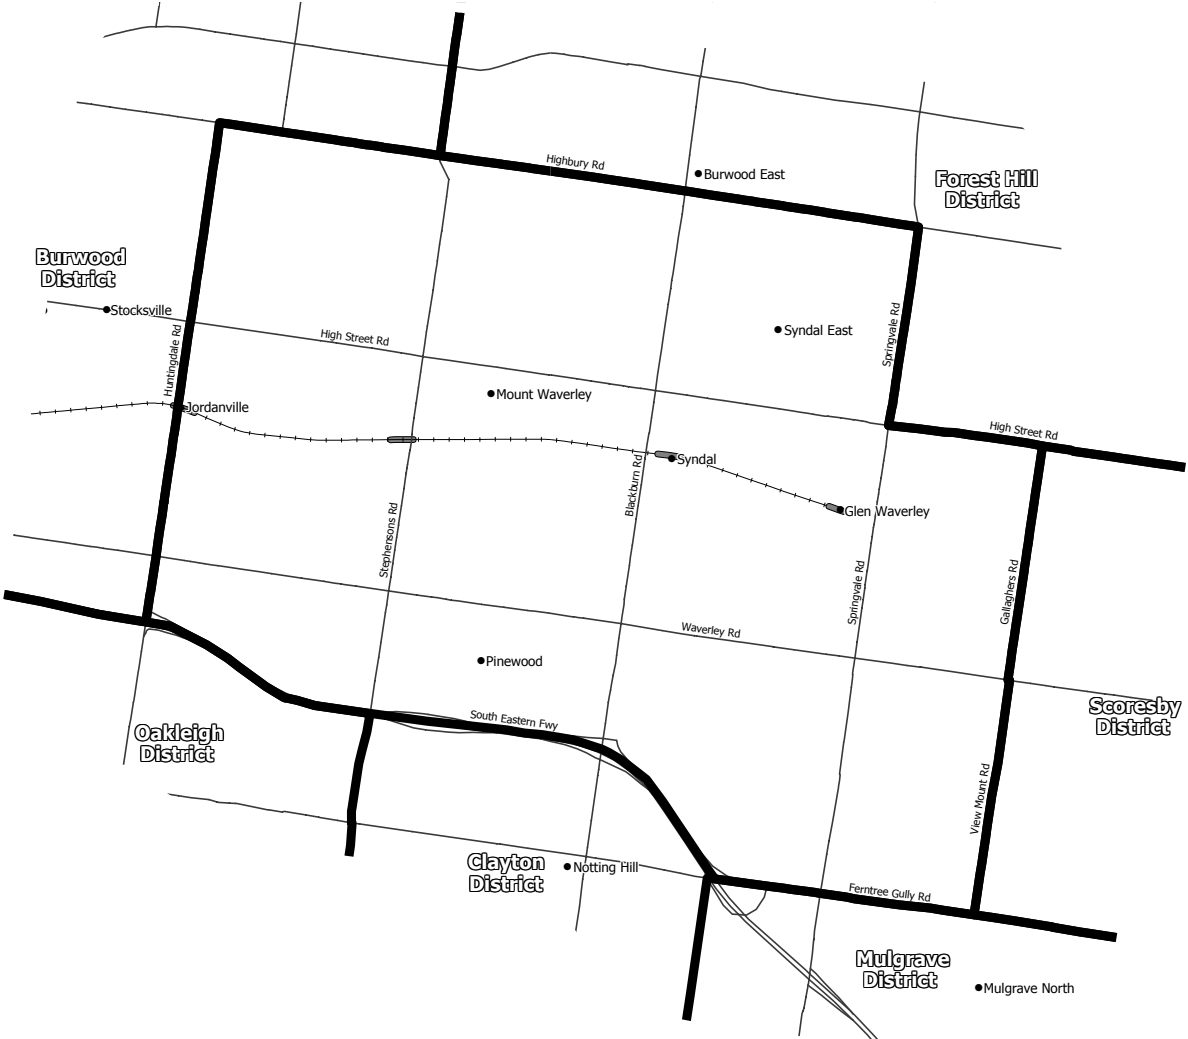 Highbury Rd
Burwood East
Forest Hill
District
Burwood
District
Stocksville
High Street Rd
Syndal East
Springvale Rd
Huntingdale Rd
Mount Waverley
Jordanville
High Street Rd
Syndal
Blackburn Rd
Glen Waverley
Stephensons Rd
Springvale Rd
Gallaghers Rd
Waverley Rd
Pinewood
South Eastern Fwy
Scoresby
District
Oakleigh
District
View Mount Rd
Clayton
District
Notting Hill
Ferntree Gully Rd
Mulgrave
District
Mulgrave North